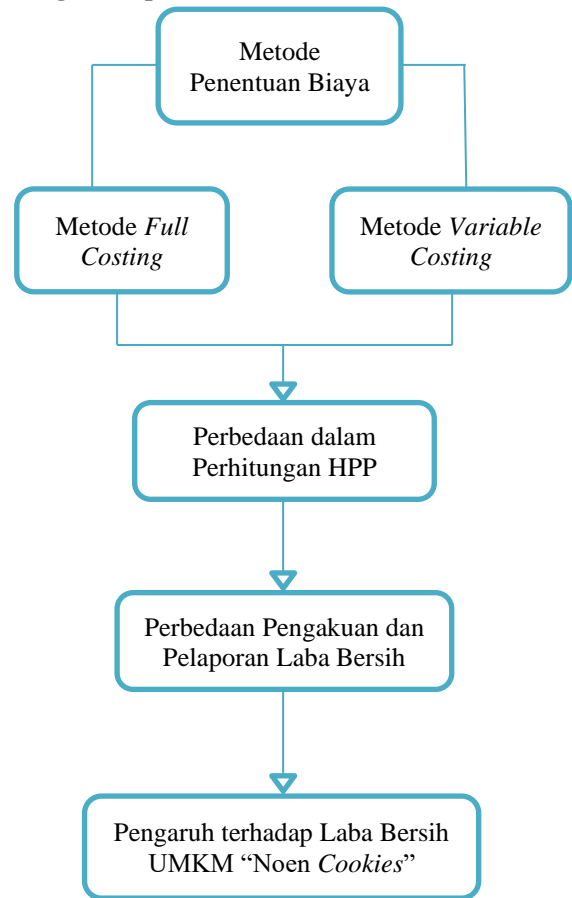 Metode
Penentuan Biaya
Metode Full
Costing
Metode Variable
Costing
Perbedaan dalam
Perhitungan HPP
Perbedaan Pengakuan dan
Pelaporan Laba Bersih
Pengaruh terhadap Laba Bersih
UMKM “Noen Cookies”